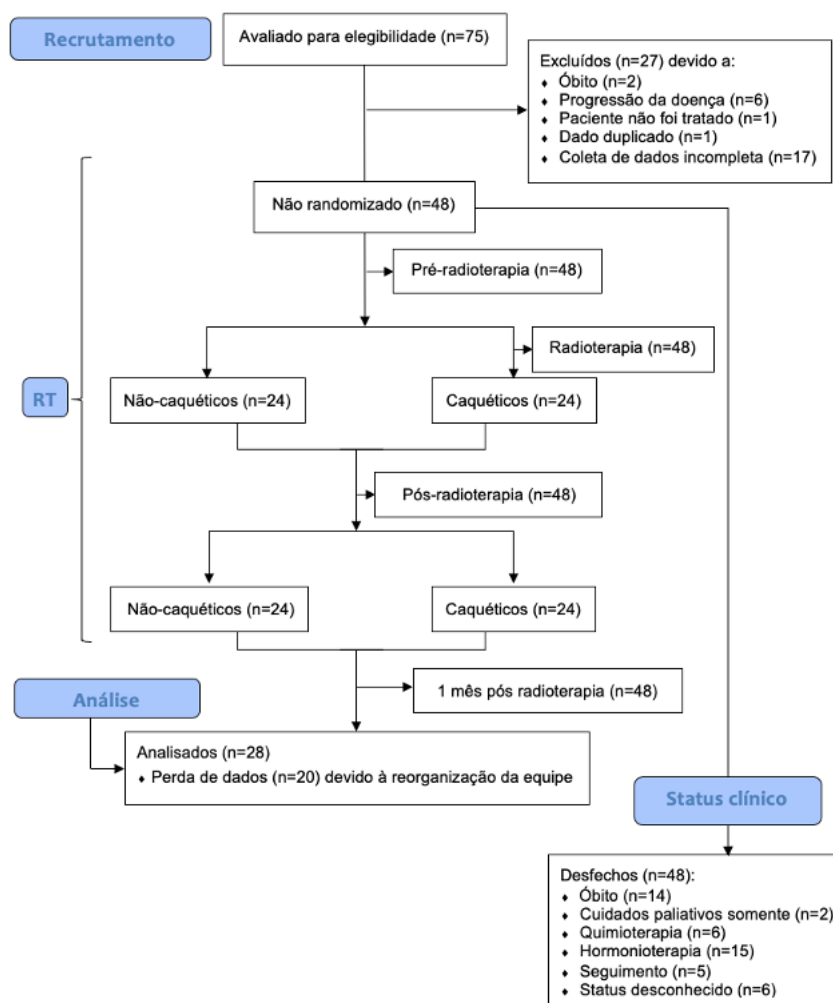 Recrutamento
Avaliado para elegibilidade (n=75)
Excluídos (n=27) devido a:
⬧ Óbito (n=2)
⬧ Progressão da doença (n=6)
⬧ Paciente não foi tratado (n=1)
⬧ Dado duplicado (n=1)
⬧ Coleta de dados incompleta (n=17)
Não randomizado (n=48)
Pré-radioterapia (n=48)
Radioterapia (n=48)
RT
Não-caquéticos (n=24)
Caquéticos (n=24)
Pós-radioterapia (n=48)
Não-caquéticos (n=24)
Caquéticos (n=24)
1 mês pós radioterapia (n=48)
Análise
Analisados (n=28)
⬧ Perda de dados (n=20) devido à reorganização da equipe
Status clínico
Desfechos (n=48):
⬧ Óbito (n=14)
⬧ Cuidados paliativos somente (n=2)
⬧ Quimioterapia (n=6)
⬧ Hormonioterapia (n=15)
⬧ Seguimento (n=5)
⬧ Status desconhecido (n=6)